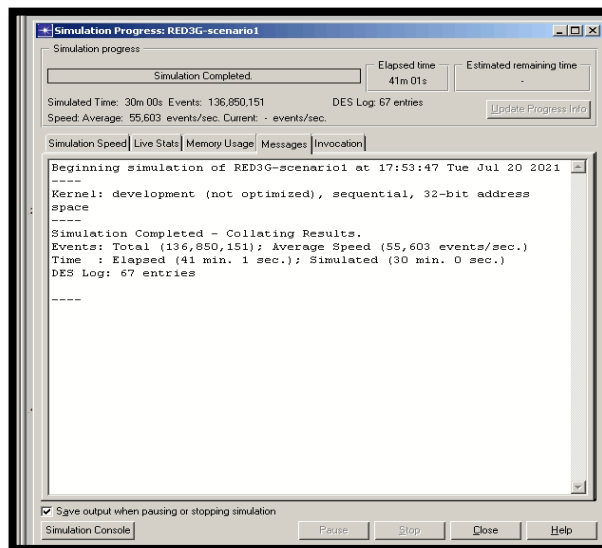 Simulation Progress: RED3G-scenario1
Simulation progress
Simulation Completed.
Elapsed time
41m 01s
Estimated remaining time
-
Simulated Time: 30m 00s Events: 136,850,151 DES Log: 67 entries
Speed: Average: 55,603 events/sec. Current: - events/sec.
Update Progress Info
Simulation Speed Live Stats Memory Usage Messages Invocation
Beginning simulation of RED3G-scenario1 at 17:53:47 Tue Jul 20 2021
----
Kernel: development (not optimized), sequential, 32-bit address
space
----
Simulation Completed - Collating Results.
Events: Total (136,850,151); Average Speed (55,603 events/sec.)
Time : Elapsed (41 min. 1 sec.); Simulated (30 min. 0 sec.)
DES Log: 67 entries
----
Save output when pausing or stopping simulation
Simulation Console Pause Stop Close Help